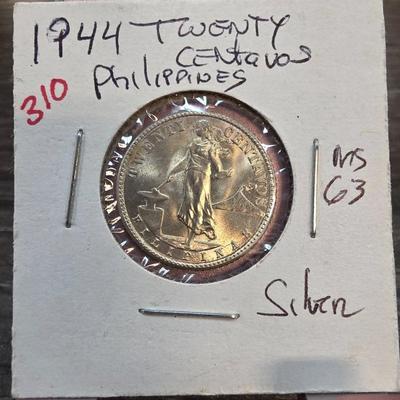 1944 TWENTY
CENTAVOS
PHILIPPINES
310
TWENTY CENTAVOS
FILIPINAS
MS
63
Silver